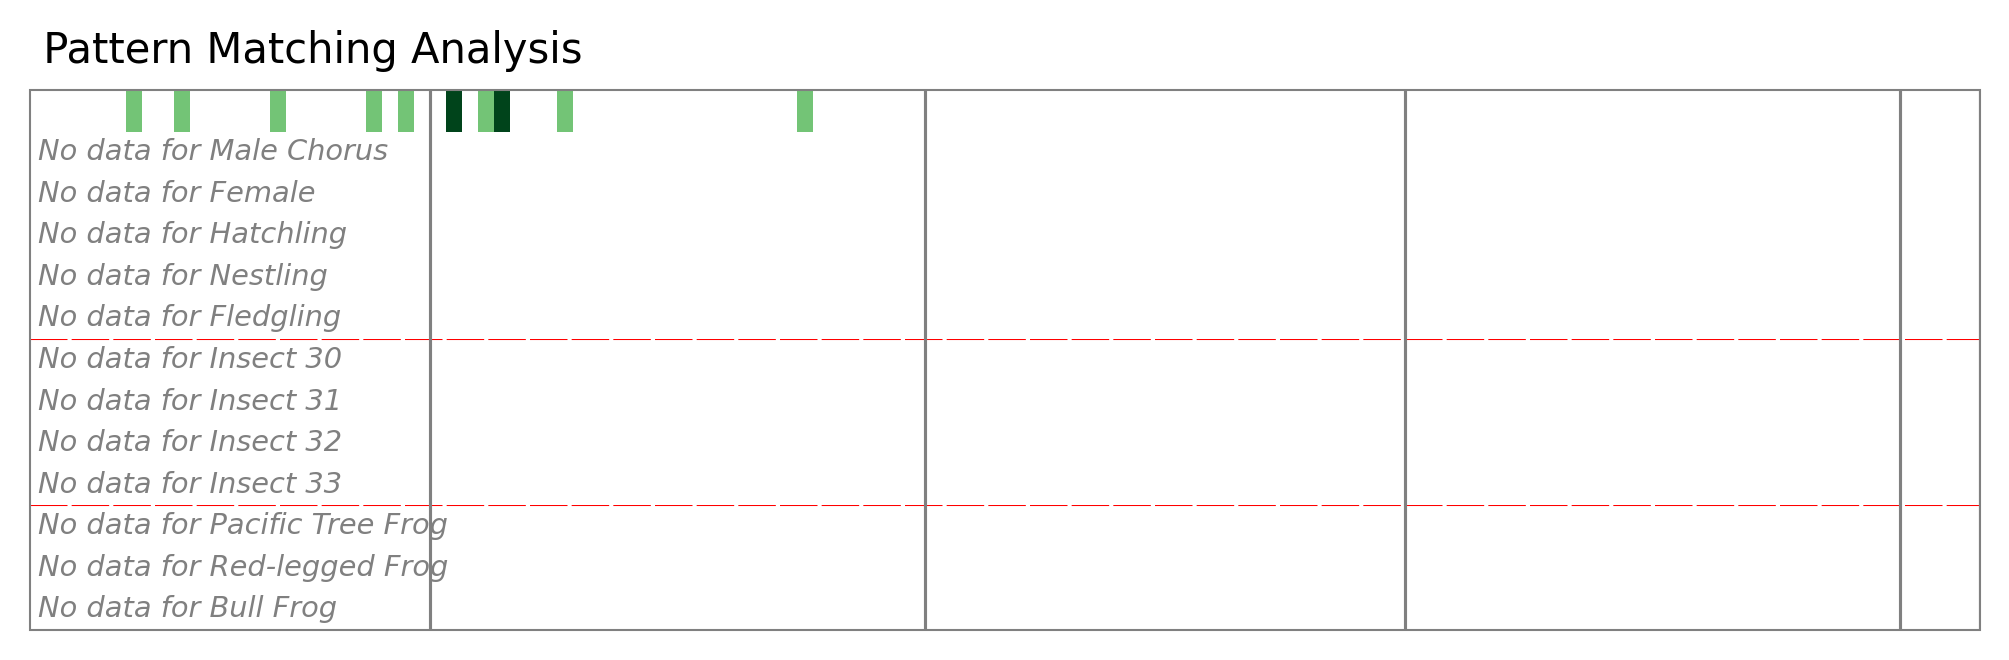 Pattern Matching Analysis
No data for Male Chorus
No data for Female
No data for Hatchling
No data for Nestling
No data for Fledgling
No data for Insect 30
No data for Insect 31
No data for Insect 32
No data for Insect 33
No data for Pacific Tree Frog
No data for Red-legged Frog
No data for Bull Frog